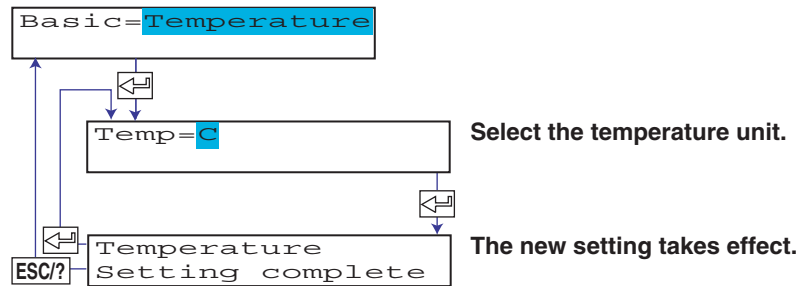 Basic=Temperature
Temp=C
Select the temperature unit.
Temperature
Setting complete
The new setting takes effect.
ESC/?